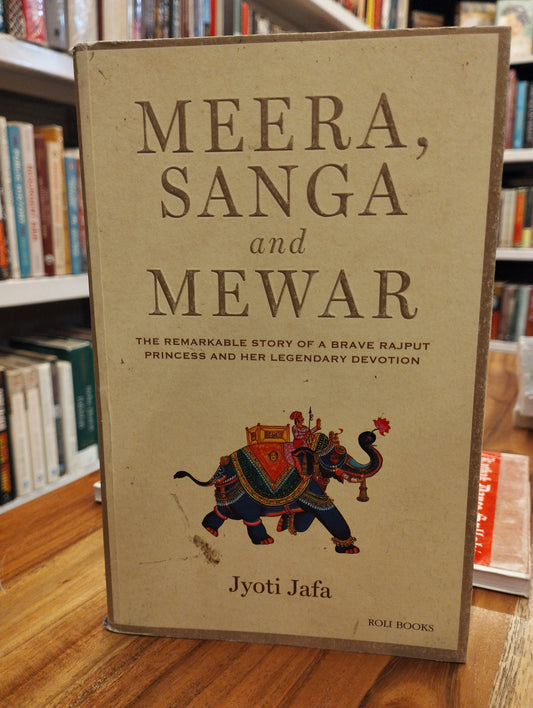 MEERA,
SANGA
and
MEWAR
THE REMARKABLE STORY OF A BRAVE RAJPUT
PRINCESS AND HER LEGENDARY DEVOTION
Jyoti Jafa
ROLI BOOKS